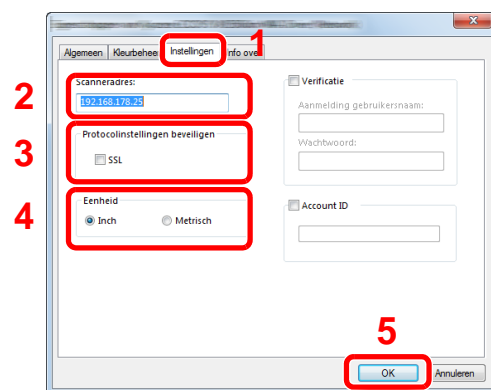 Algemeen Kleurbeheer Instellingen Info over
1
2
Scanneradres:
192.168.178.25
3
Protocolinstellingen beveiligen
SSL
4
Eenheid
Inch Metrisch
Verificatie
Aanmelding gebruikersnaam:
Wachtwoord:
Account ID
5
OK Annuleren